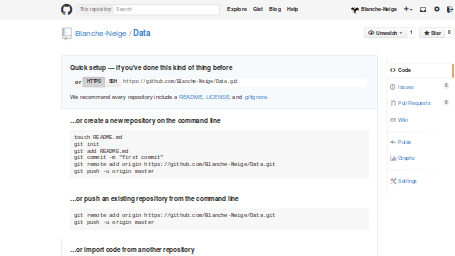 This repository Search Explore Gist Blog Help Blanche-Neige
Blanche-Neige / Data Unwatch 1 Star 0
Quick setup — if you've done this kind of thing before
or HTTPS SSH https://github.com/Blanche-Neige/Data.git
We recommend every repository include a README, LICENSE, and .gitignore.
…or create a new repository on the command line
touch README.md
git init
git add README.md
git commit -m "first commit"
git remote add origin https://github.com/Blanche-Neige/Data.git
git push -u origin master
…or push an existing repository from the command line
git remote add origin https://github.com/Blanche-Neige/Data.git
git push -u origin master
…or import code from another repository
Code
Issues 0
Pull Requests 0
Wiki
Pulse
Graphs
Settings